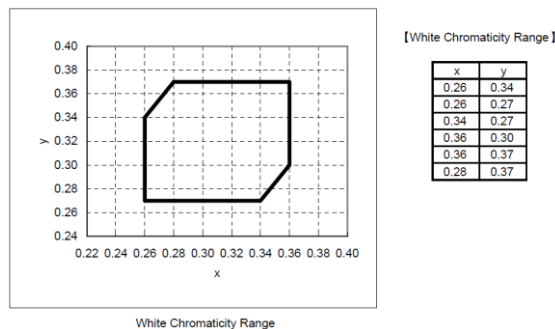 0.40
0.38
0.36
0.34
0.32
0.30
0.28
0.26
0.24
y
0.22 0.24 0.26 0.28 0.30 0.32 0.34 0.36 0.38 0.40
x
White Chromaticity Range
【White Chromaticity Range】
x y
0.26 0.34
0.26 0.27
0.34 0.27
0.36 0.30
0.36 0.37
0.28 0.37